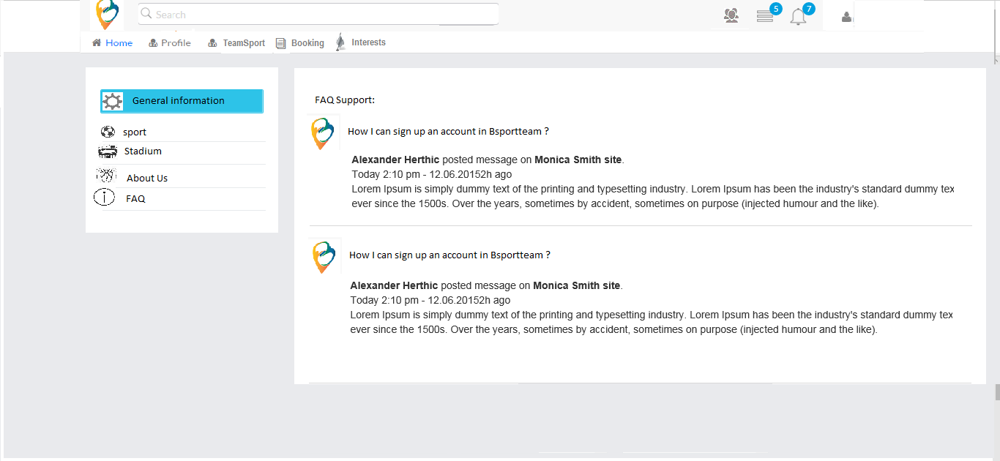 Search
5
7
Home
Profile
TeamSport
Booking
Interests
General information
sport
Stadium
About Us
FAQ
FAQ Support:
How I can sign up an account in Bsportteam ?
Alexander Herthic posted message on Monica Smith site.
Today 2:10 pm - 12.06.20152h ago
Lorem Ipsum is simply dummy text of the printing and typesetting industry. Lorem Ipsum has been the industry's standard dummy tex
ever since the 1500s. Over the years, sometimes by accident, sometimes on purpose (injected humour and the like).
How I can sign up an account in Bsportteam ?
Alexander Herthic posted message on Monica Smith site.
Today 2:10 pm - 12.06.20152h ago
Lorem Ipsum is simply dummy text of the printing and typesetting industry. Lorem Ipsum has been the industry's standard dummy tex
ever since the 1500s. Over the years, sometimes by accident, sometimes on purpose (injected humour and the like).